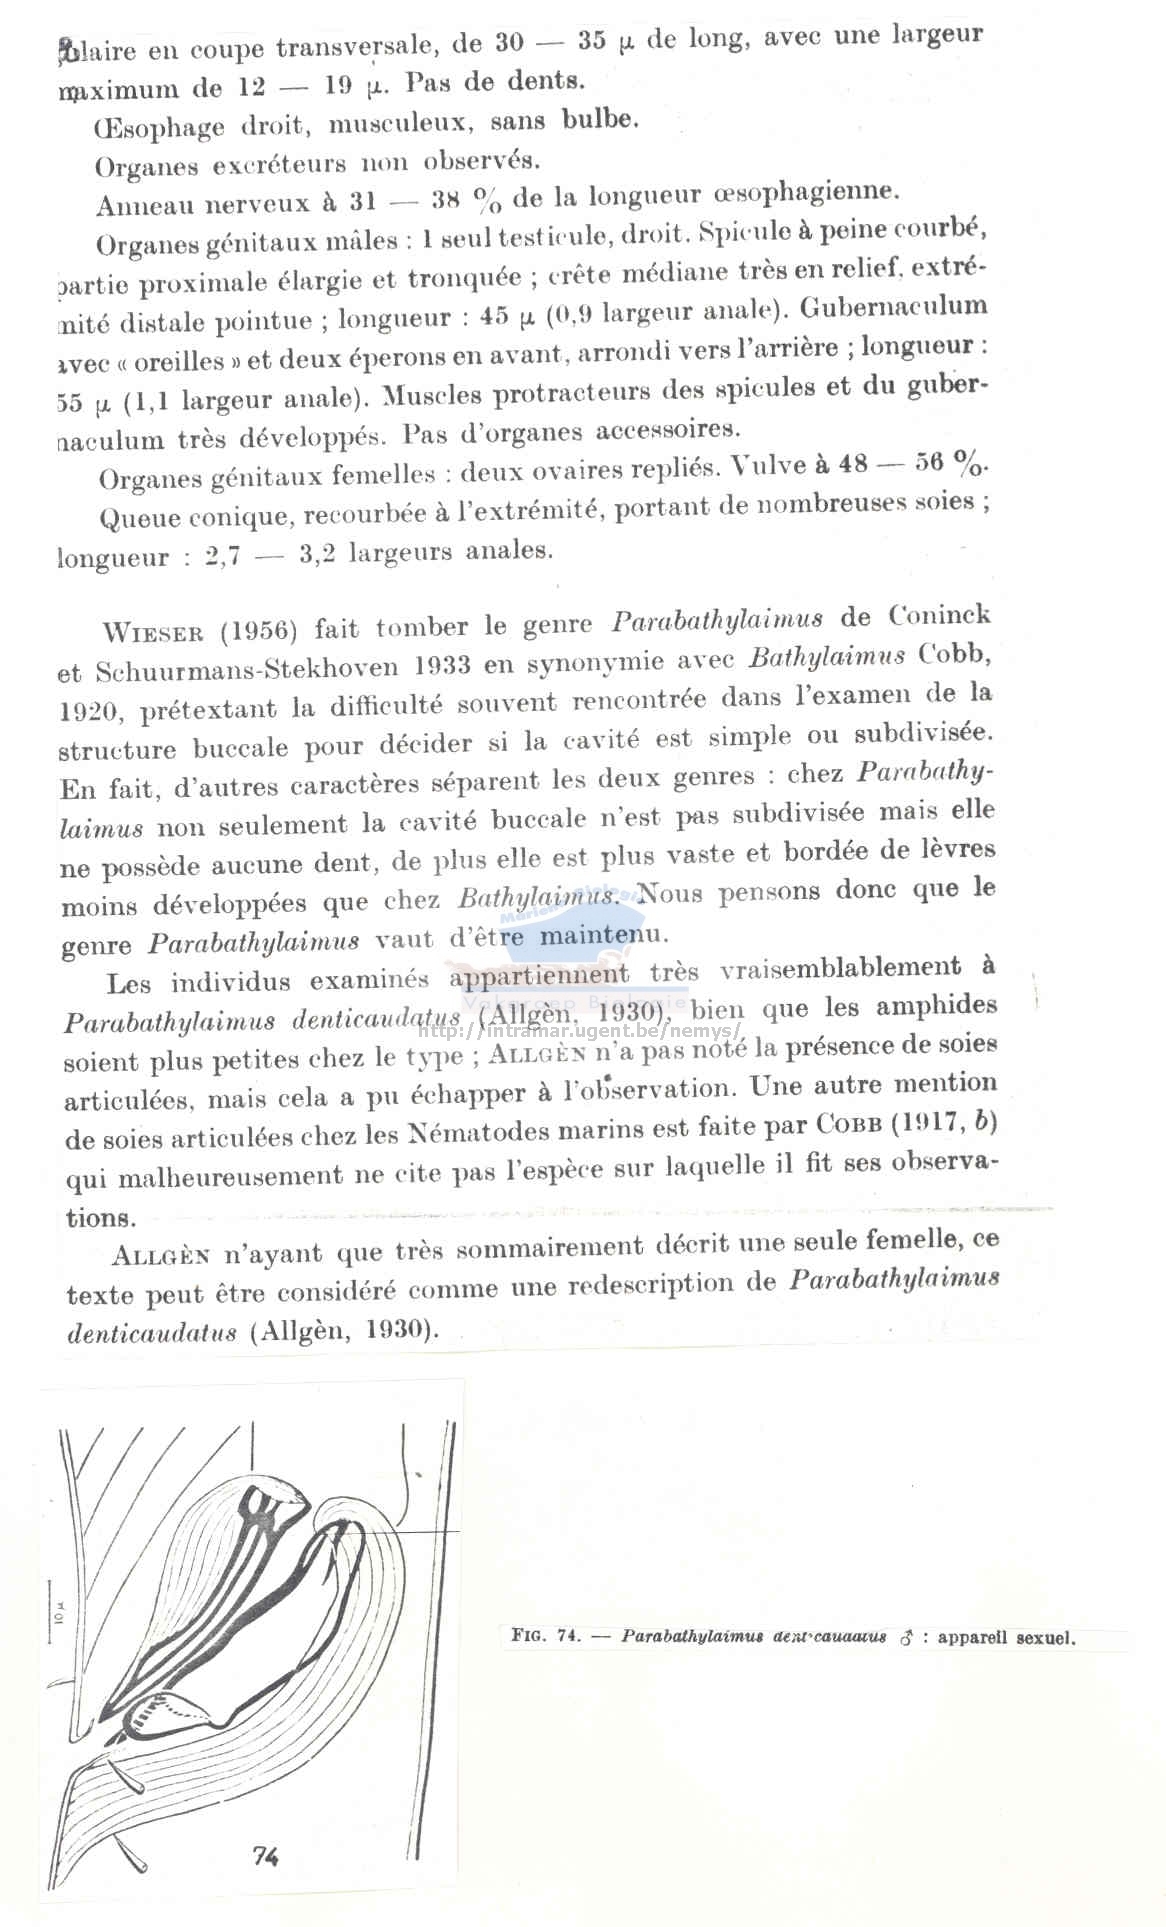 laire en coupe transversale, de 30 — 35 μ de long, avec une largeur
maximum de 12 — 19 μ. Pas de dents.
Œsophage droit, musculeux, sans bulbe.
Organes excréteurs non observés.
Anneau nerveux à 31 — 38 % de la longueur œsophagienne.
Organes génitaux mâles : 1 seul testicule, droit. Spicule à peine courbé,
partie proximale élargie et tronquée ; crête médiane très en relief, extré-
mité distale pointue ; longueur : 45 μ (0,9 largeur anale). Gubernaculum
avec « oreilles » et deux éperons en avant, arrondi vers l'arrière ; longueur :
55 μ (1,1 largeur anale). Muscles protracteurs des spicules et du guber-
naculum très développés. Pas d'organes accessoires.
Organes génitaux femelles : deux ovaires repliés. Vulve à 48 — 56 %.
Queue conique, recourbée à l'extrémité, portant de nombreuses soies ;
longueur : 2,7 — 3,2 largeurs anales.
WIESER (1956) fait tomber le genre Parabathylaimus de Coninck
et Schuurmans-Stekhoven 1933 en synonymie avec Bathylaimus Cobb,
1920, prétextant la difficulté souvent rencontrée dans l'examen de la
structure buccale pour décider si la cavité est simple ou subdivisée.
En fait, d'autres caractères séparent les deux genres : chez Parabathy-
laimus non seulement la cavité buccale n'est pas subdivisée mais elle
ne possède aucune dent, de plus elle est plus vaste et bordée de lèvres
moins développées que chez Bathylaimus. Nous pensons donc que le
genre Parabathylaimus vaut d'être maintenu.
Les individus examinés appartiennent très vraisemblablement à
Vakgroep Biologie
Parabathylaimus denticaudatus (Allgèn, 1930), bien que les amphides
http://intramar.ugent.be/nemys/
soient plus petites chez le type ; ALLGÈN n'a pas noté la présence de soies
articulées, mais cela a pu échapper à l'observation. Une autre mention
de soies articulées chez les Nématodes marins est faite par COBB (1917, b)
qui malheureusement ne cite pas l'espèce sur laquelle il fit ses observa-
tions.
ALLGÈN n'ayant que très sommairement décrit une seule femelle, ce
texte peut être considéré comme une redescription de Parabathylaimus
denticaudatus (Allgèn, 1930).
10 μ
74
FIG. 74. — Parabathylaimus denticaudatus ♂ : appareil sexuel.